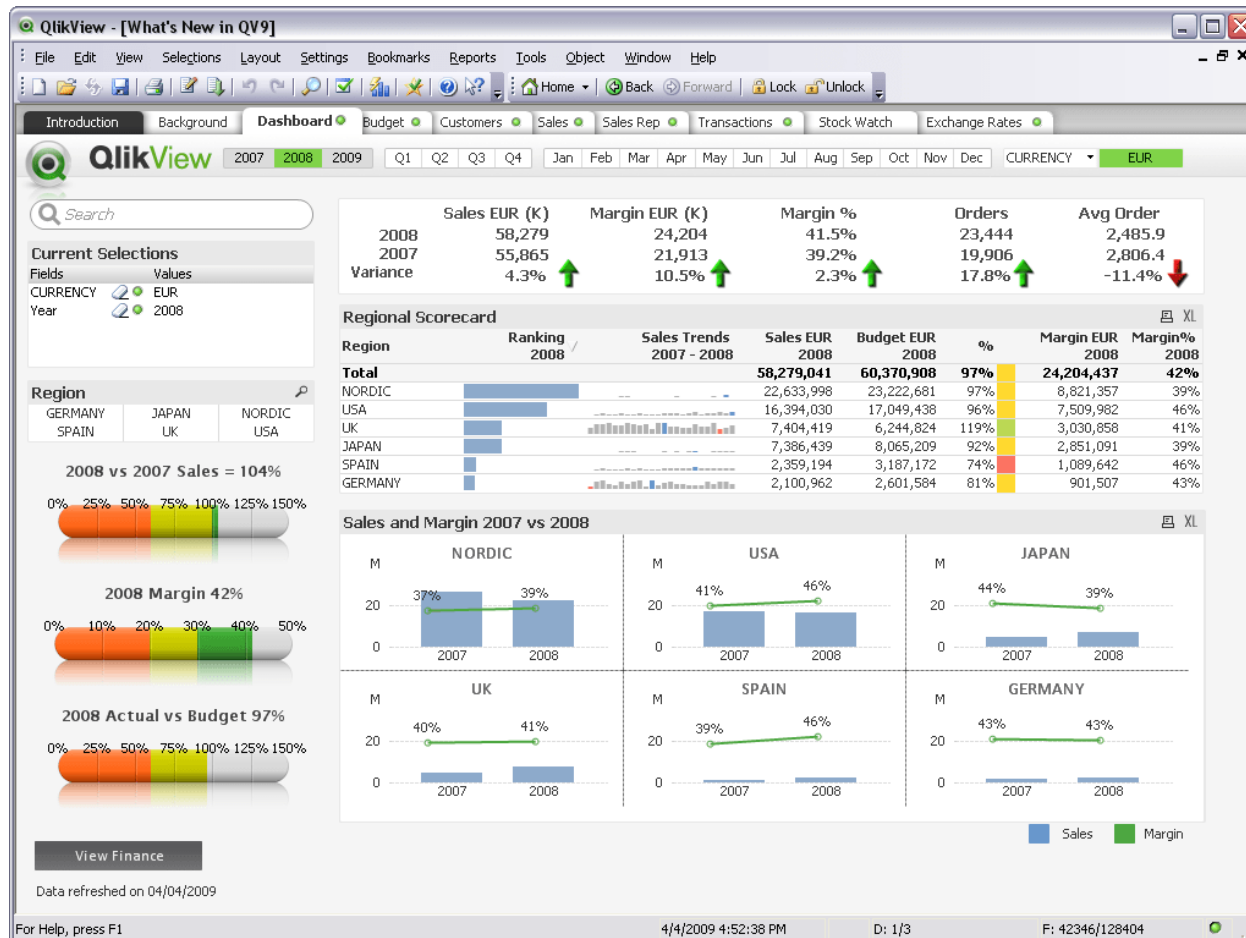 QlikView - [What's New in QV9]
File Edit View Selections Layout Settings Bookmarks Reports Tools Object Window Help
Home Back Forward Lock Unlock
Introduction Background Dashboard Budget Customers Sales Sales Rep Transactions Stock Watch Exchange Rates
QlikView 2007 2008 2009 Q1 Q2 Q3 Q4 Jan Feb Mar Apr May Jun Jul Aug Sep Oct Nov Dec CURRENCY EUR
Search
Current Selections
Fields Values
CURRENCY EUR
Year 2008
Region
GERMANY JAPAN NORDIC
SPAIN UK USA
2008 vs 2007 Sales = 104%
0% 25% 50% 75% 100% 125% 150%
2008 Margin 42%
0% 10% 20% 30% 40% 50%
2008 Actual vs Budget 97%
0% 25% 50% 75% 100% 125% 150%
View Finance
Data refreshed on 04/04/2009
Sales EUR (K) Margin EUR (K) Margin % Orders Avg Order
2008 58,279 24,204 41.5% 23,444 2,485.9
2007 55,865 21,913 39.2% 19,906 2,806.4
Variance 4.3% 10.5% 2.3% 17.8% -11.4%
Regional Scorecard XL
Region Ranking 2008 / Sales Trends 2007 - 2008 Sales EUR 2008 Budget EUR 2008 % Margin EUR 2008 Margin% 2008
Total 58,279,041 60,370,908 97% 24,204,437 42%
NORDIC 22,633,998 23,222,681 97% 8,821,357 39%
USA 16,394,030 17,049,438 96% 7,509,982 46%
UK 7,404,419 6,244,824 119% 3,030,858 41%
JAPAN 7,386,439 8,065,209 92% 2,851,091 39%
SPAIN 2,359,194 3,187,172 74% 1,089,642 46%
GERMANY 2,100,962 2,601,584 81% 901,507 43%
Sales and Margin 2007 vs 2008 XL
NORDIC
M
37% 39%
20
0
2007 2008
USA
M
41% 46%
20
0
2007 2008
JAPAN
M
44% 39%
20
0
2007 2008
UK
M
40% 41%
20
0
2007 2008
SPAIN
M
39% 46%
20
0
2007 2008
GERMANY
M
43% 43%
20
0
2007 2008
Sales Margin
For Help, press F1 4/4/2009 4:52:38 PM D: 1/3 F: 42346/128404